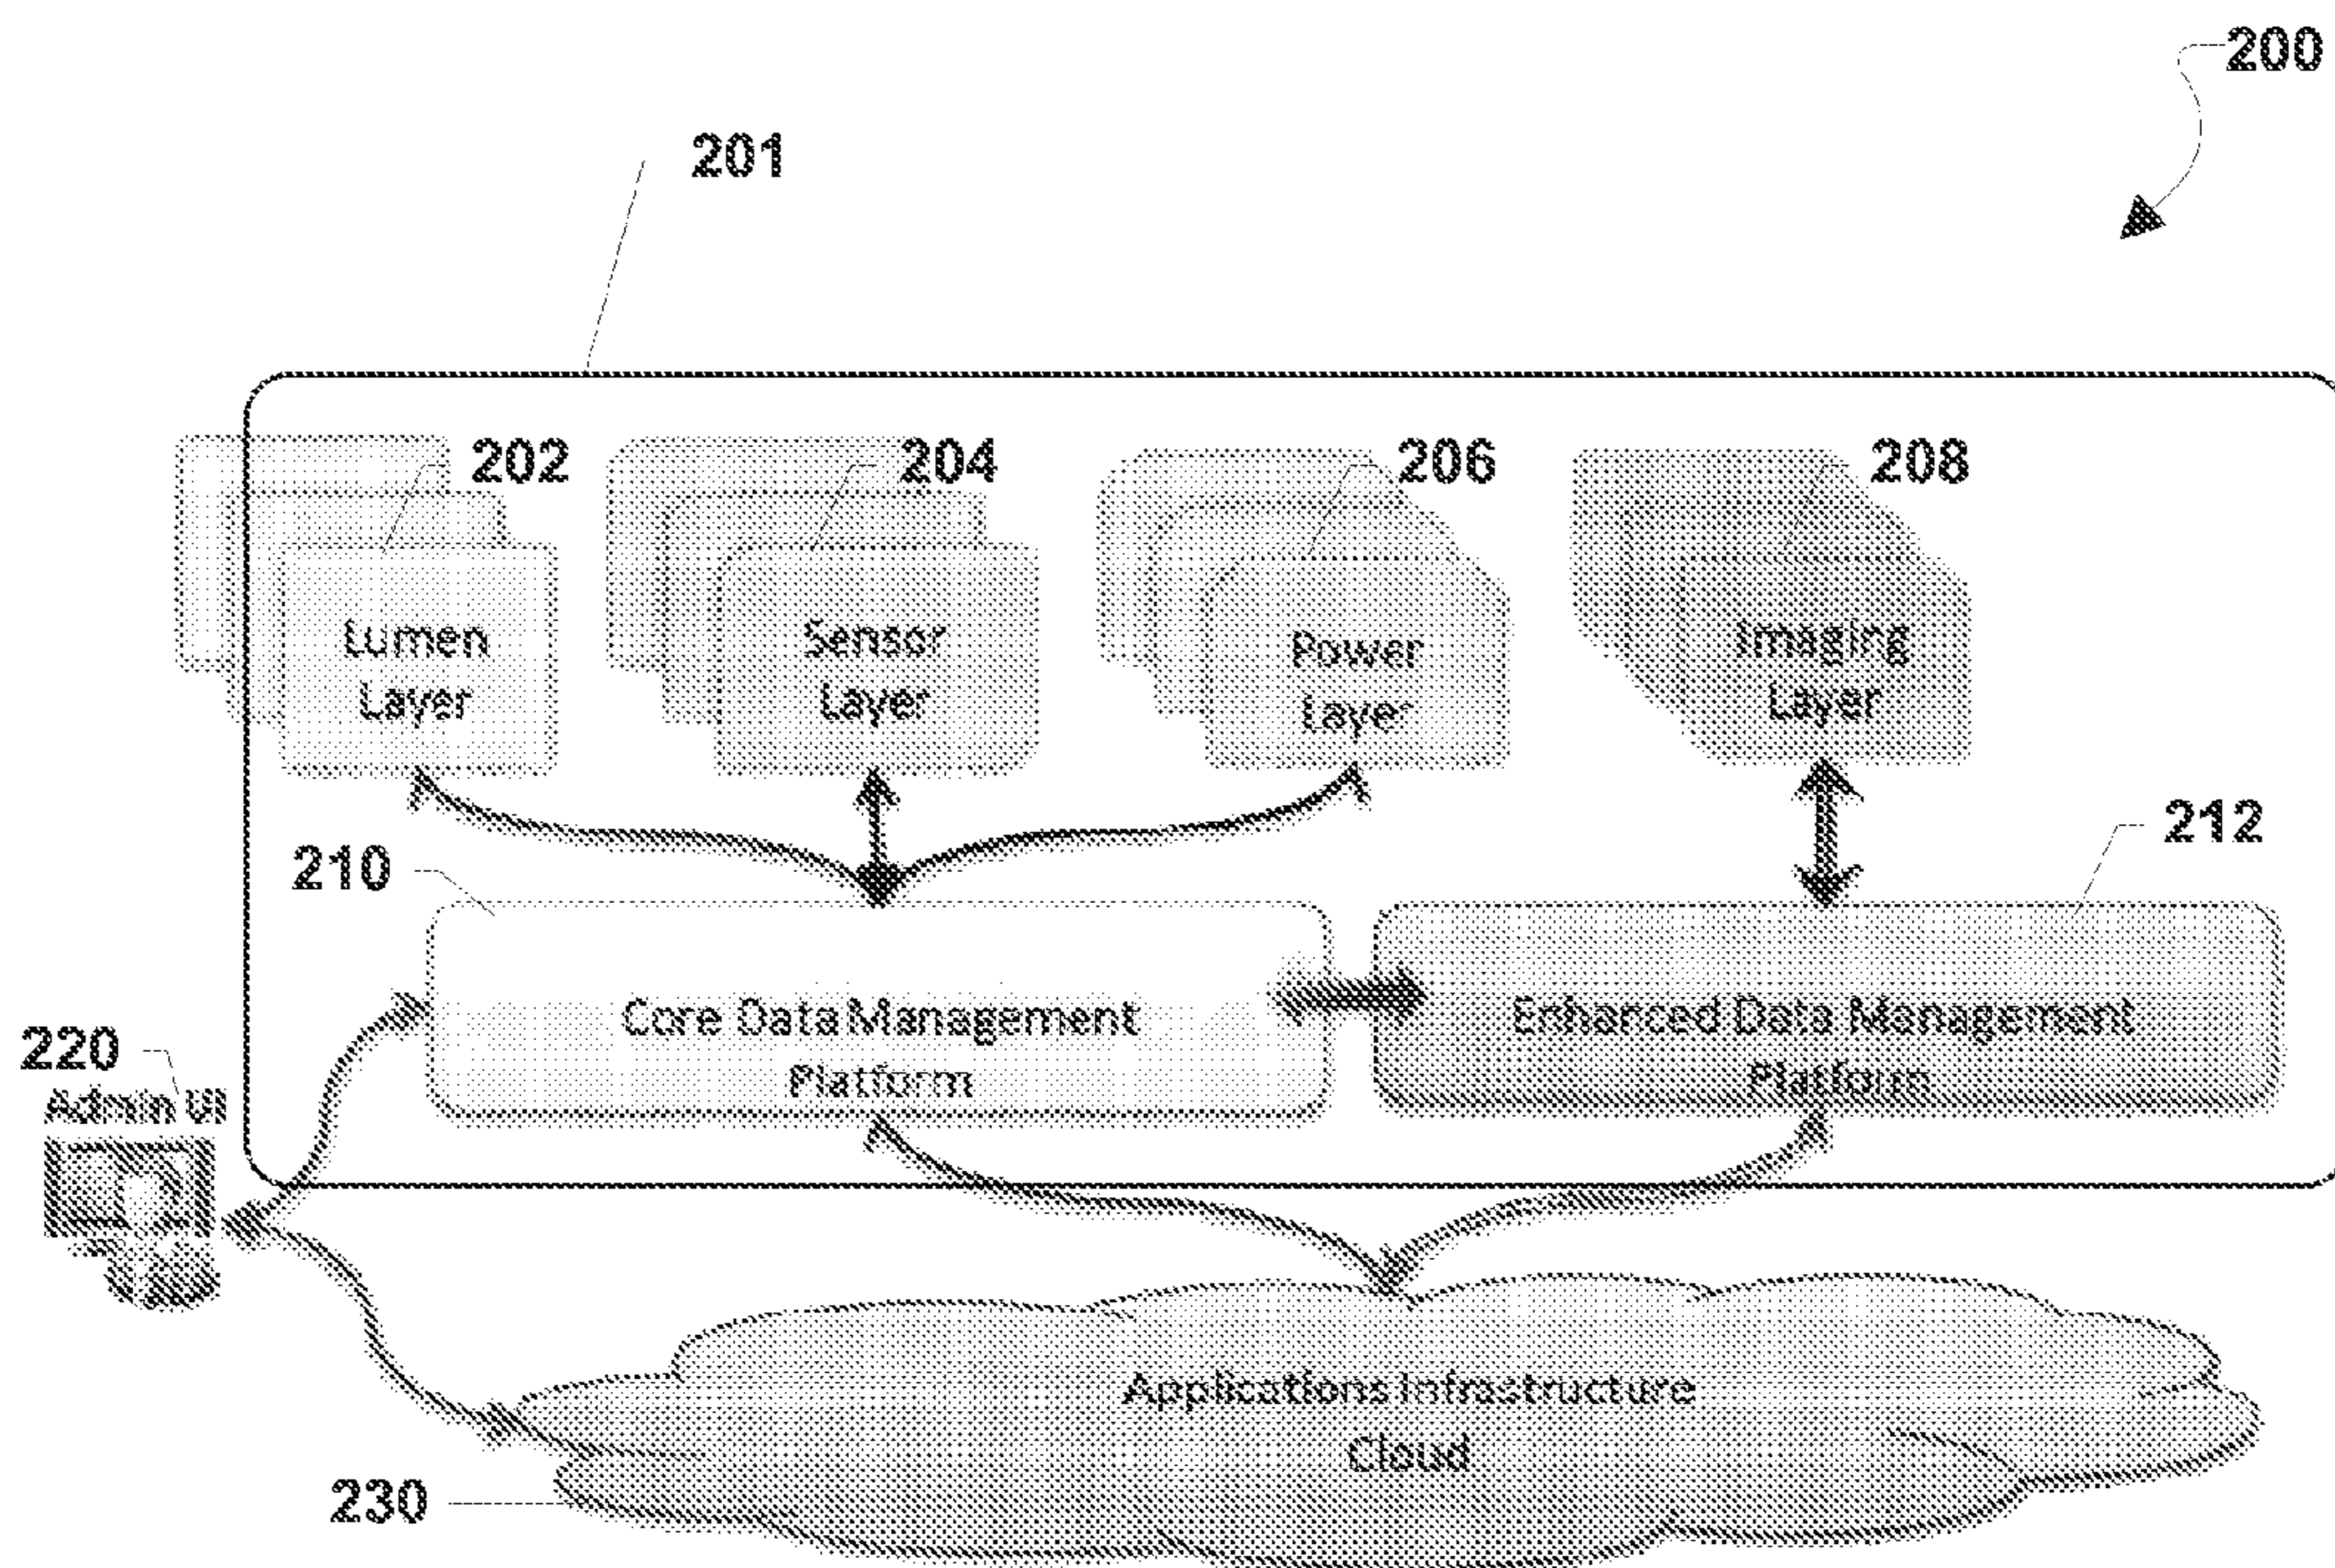 200
201
202
204
206
208
Lumen
Layer
Sensor
Layer
Power
Layer
Imaging
Layer
210
212
Core Data Management
Platform
Enhanced Data Management
Platform
220
Admin UI
Applications Infrastructure
Cloud
230